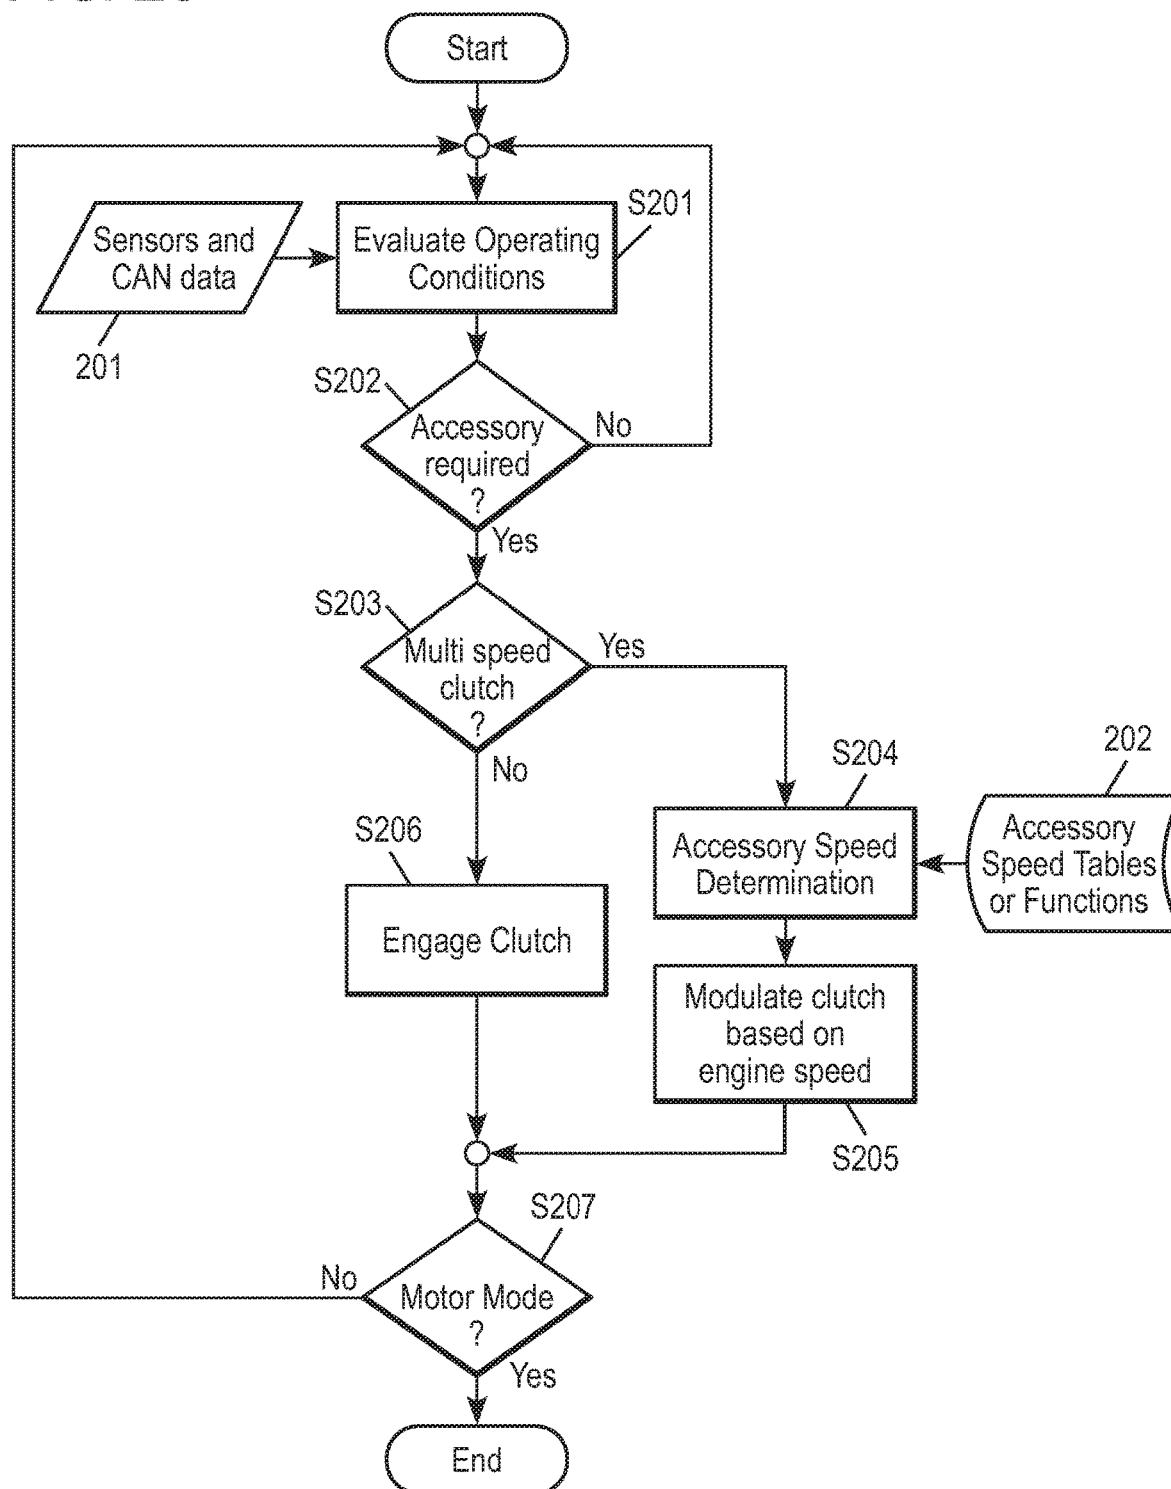 Start
S201
Sensors and
CAN data
Evaluate Operating
Conditions
201
S202
Accessory
required
?
No
Yes
S203
Multi speed
clutch
?
Yes
No
S204
202
S206
Accessory Speed
Determination
Accessory
Speed Tables
or Functions
Engage Clutch
Modulate clutch
based on
engine speed
S205
S207
No
Motor Mode
?
Yes
End